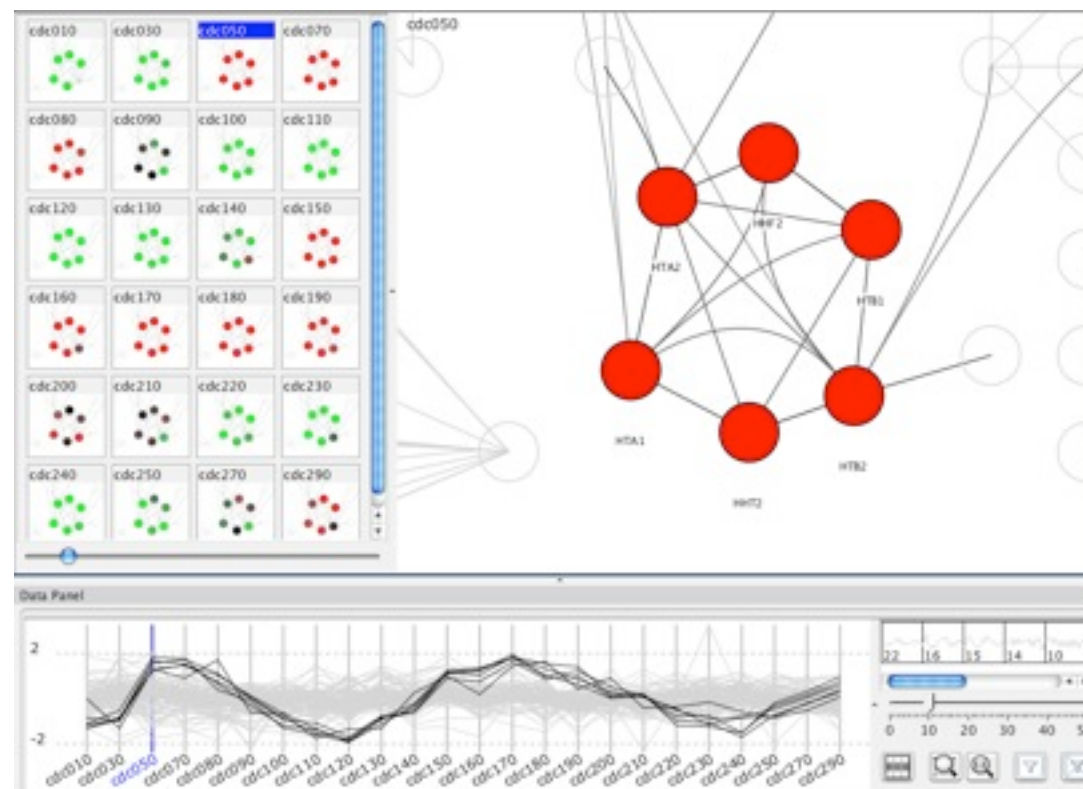 cdc010 cdc030 cdc050 cdc070
cdc080 cdc090 cdc100 cdc110
cdc120 cdc130 cdc140 cdc150
cdc160 cdc170 cdc180 cdc190
cdc200 cdc210 cdc220 cdc230
cdc240 cdc250 cdc270 cdc290
cdc050
HHF2
HTA2
HTB1
HTA1
HTB2
HHT2
Data Panel
2
-2
cdc010 cdc030 cdc050 cdc070 cdc080 cdc090 cdc100 cdc110 cdc120 cdc130 cdc140 cdc150 cdc160 cdc170 cdc180 cdc190 cdc200 cdc210 cdc220 cdc230 cdc240 cdc250 cdc270 cdc290
22 16 15 14 10
0 10 20 30 40